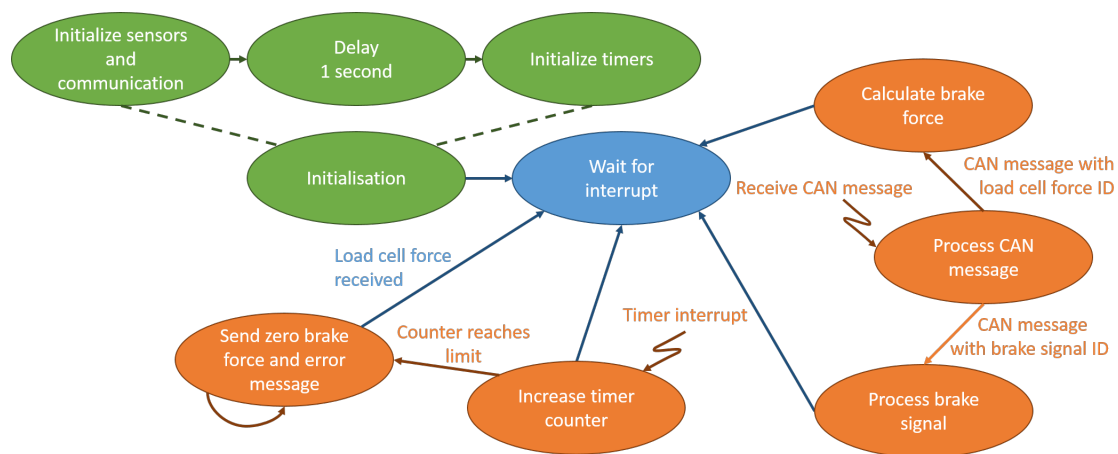 Initialize sensors
and
communication
Delay
1 second
Initialize timers
Calculate brake
force
Initialisation
Wait for
interrupt
CAN message with
load cell force ID
Receive CAN message
Process CAN
message
Load cell force
received
Timer interrupt
CAN message
with brake signal ID
Send zero brake
force and error
message
Counter reaches
limit
Increase timer
counter
Process brake
signal